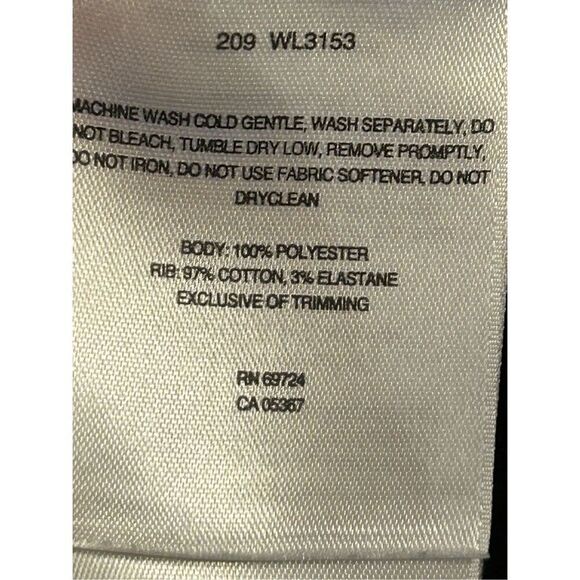 209 WL3153
MACHINE WASH COLD GENTLE, WASH SEPARATELY, DO
NOT BLEACH, TUMBLE DRY LOW, REMOVE PROMPTLY,
DO NOT IRON, DO NOT USE FABRIC SOFTENER, DO NOT
DRYCLEAN
BODY: 100% POLYESTER
RIB: 97% COTTON, 3% ELASTANE
EXCLUSIVE OF TRIMMING
RN 69724
CA 05367